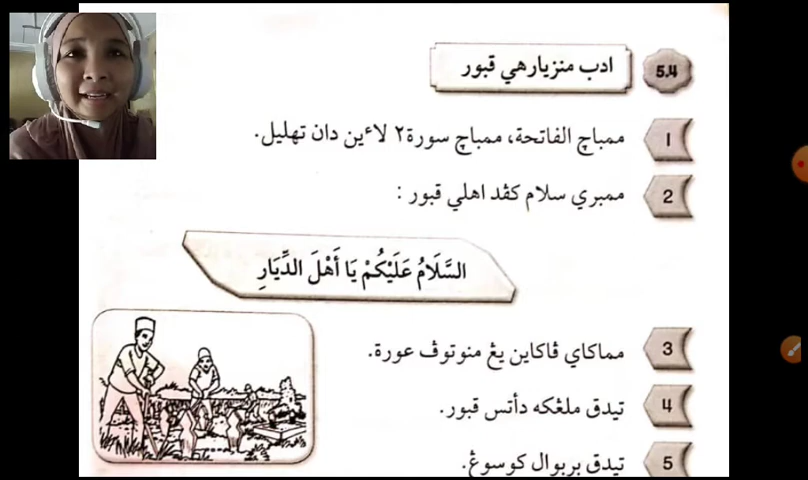 5.4 ادب منزيارهي قبور
1 ممباچ الفاتحة، ممباچ سورة٢ لاءين دان تهليل.
2 ممبري سلام كڤد اهلي قبور :
السَّلَامُ عَلَيْكُمْ يَا أَهْلَ الدِّيَارِ
3 مماكاي ڤاكاين يڠ منوتوڤ عورة.
4 تيدق ملڠكه دأتس قبور.
5 تيدق بربوال كوسوڠ.